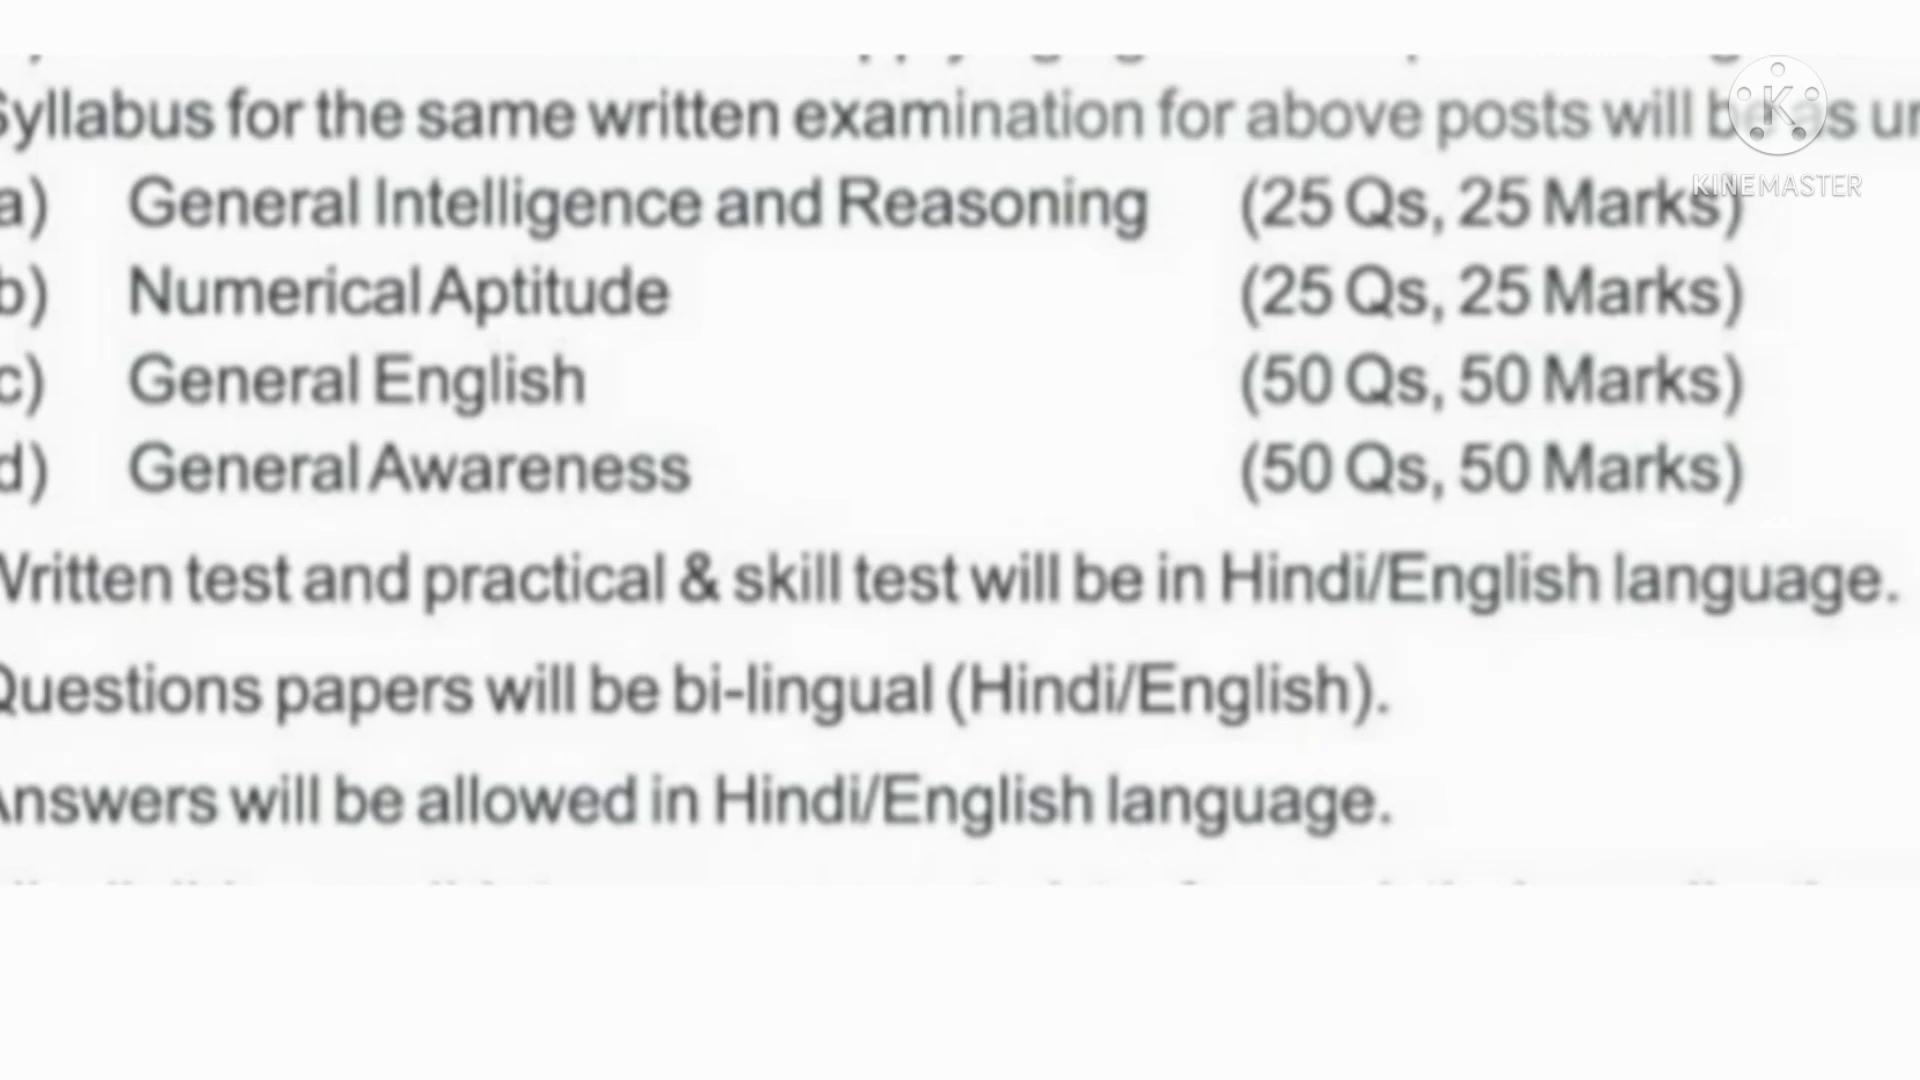 Syllabus for the same written examination for above posts will be as
a) General Intelligence and Reasoning (25 Qs, 25 Marks)
b) Numerical Aptitude (25 Qs, 25 Marks)
c) General English (50 Qs, 50 Marks)
d) General Awareness (50 Qs, 50 Marks)
Written test and practical & skill test will be in Hindi/English language.
Questions papers will be bi-lingual (Hindi/English).
Answers will be allowed in Hindi/English language.
K
KINEMASTER